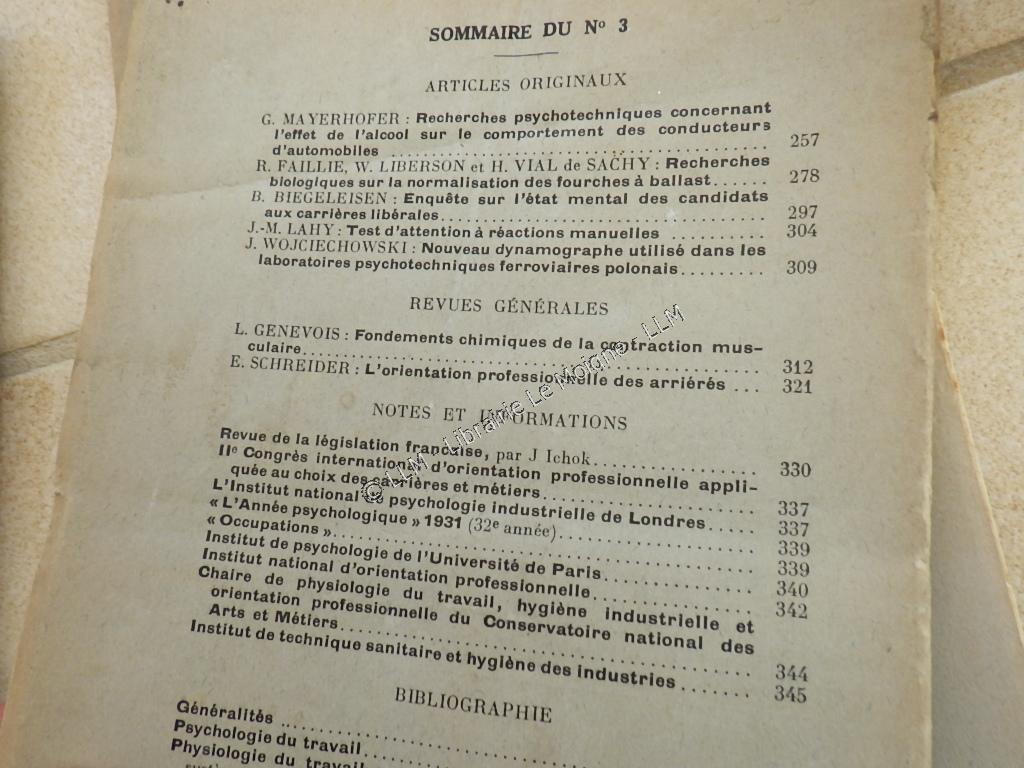 SOMMAIRE DU Nº 3
ARTICLES ORIGINAUX
G. MAYERHOFER : Recherches psychotechniques concernant
l'effet de l'alcool sur le comportement des conducteurs
d'automobiles ........ 257
R. FAILLIE, W. LIBERSON et H. VIAL de SACHY : Recherches
biologiques sur la normalisation des fourches à ballast...... 278
B. BIEGELEISEN : Enquête sur l'état mental des candidats
aux carrières libérales........ 297
J.-M. LAHY : Test d'attention à réactions manuelles ........ 304
J. WOJCIECHOWSKI : Nouveau dynamographe utilisé dans les
laboratoires psychotechniques ferroviaires polonais........ 309
REVUES GÉNÉRALES
L. GENEVOIS : Fondements chimiques de la contraction mus-
culaire........ 312
E. SCHREIDER : L'orientation professionnelle des arriérés ... 321
NOTES ET INFORMATIONS
Revue de la législation française, par J Ichok........ 330
IIe Congrès international d'orientation professionnelle appli-
quée au choix des carrières et métiers........ 337
L'Institut national de psychologie industrielle de Londres..... 337
« L'Année psychologique » 1931 (32e année)........ 339
« Occupations »........ 339
Institut de psychologie de l'Université de Paris........ 340
Institut national d'orientation professionnelle........ 342
Chaire de physiologie du travail, hygiène industrielle et
orientation professionnelle du Conservatoire national des
Arts et Métiers........ 344
Institut de technique sanitaire et hygiène des industries ....... 345
BIBLIOGRAPHIE
Généralités ........
Psychologie du travail........
Physiologie du travail
© LLM - Librairie Le Moigne - LLM